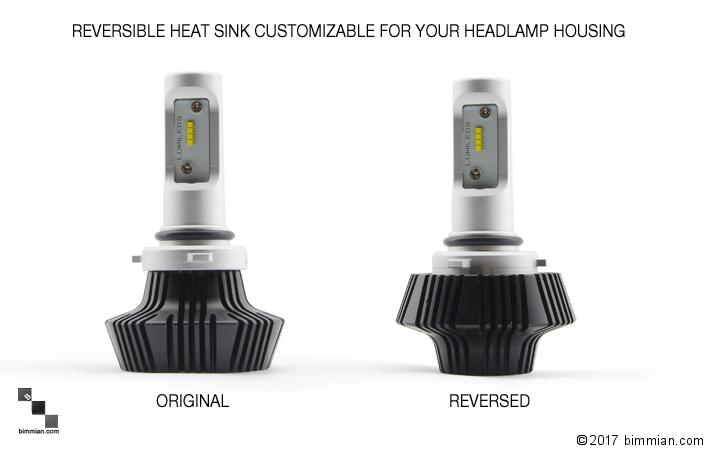 REVERSIBLE HEAT SINK CUSTOMIZABLE FOR YOUR HEADLAMP HOUSING
LUMILEDS
LUMILEDS
ORIGINAL
REVERSED
B
bimmian.com
©2017 bimmian.com